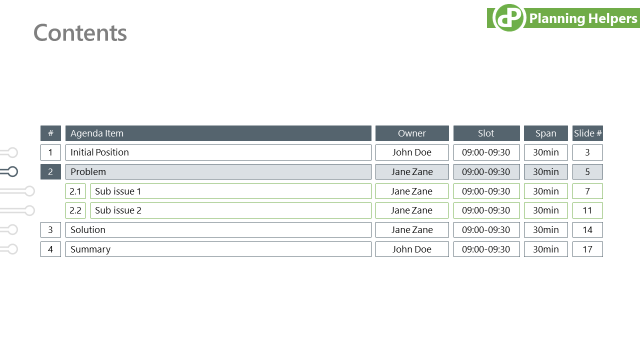 Contents
dP Planning Helpers
# Agenda Item Owner Slot Span Slide #
1 Initial Position John Doe 09:00-09:30 30min 3
2 Problem Jane Zane 09:00-09:30 30min 5
2.1 Sub issue 1 Jane Zane 09:00-09:30 30min 7
2.2 Sub issue 2 Jane Zane 09:00-09:30 30min 11
3 Solution Jane Zane 09:00-09:30 30min 14
4 Summary John Doe 09:00-09:30 30min 17